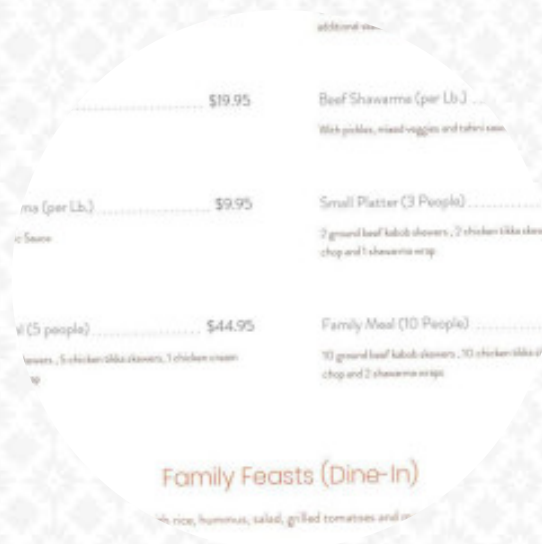 additional
$19.95
Beef Shawarma (per Lb.)
With pickles, mixed veggies and tahini
ma (per Lb.) $9.95
Sauce
Small Platter (3 People)
2 ground beef kabob skewers , 2 chicken tikka
chop and 1 shawarma wrap
(5 people) $44.95
5 chicken tikka skewers, 1 chicken cream
Family Meal (10 People)
10 ground beef kabob skewers , 10 chicken tikka
chop and 2 shawarma wraps
Family Feasts (Dine-In)
rice, hummus, salad, grilled tomatoes and